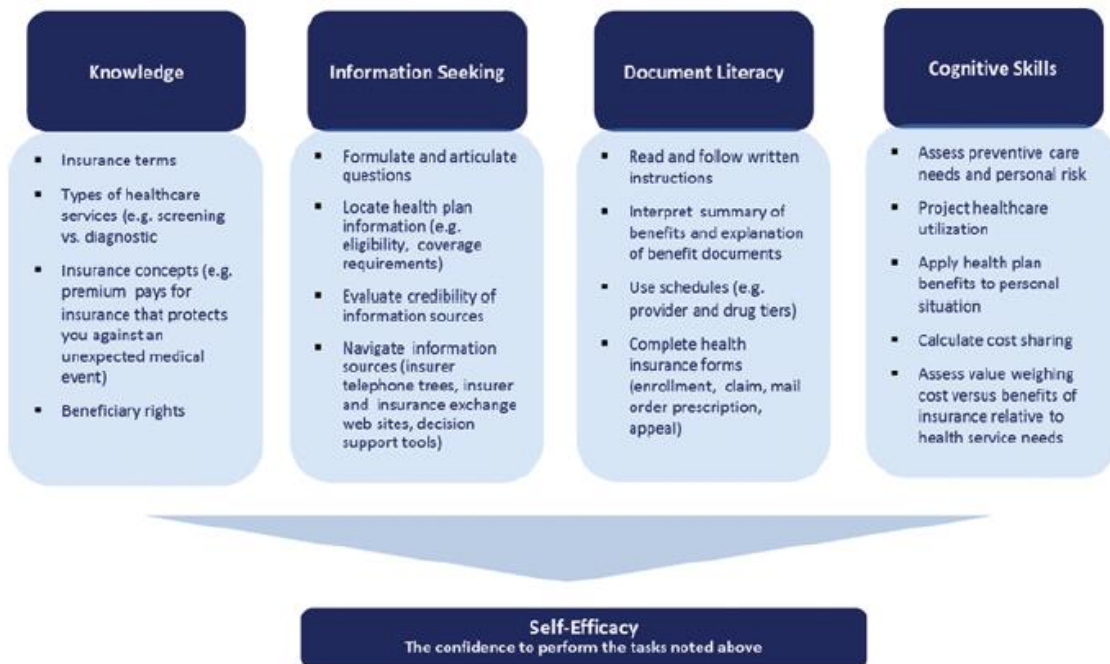 Knowledge
▪ Insurance terms
▪ Types of healthcare
services (e.g. screening
vs. diagnostic
▪ Insurance concepts (e.g.
premium pays for
insurance that protects
you against an
unexpected medical
event)
▪ Beneficiary rights
Information Seeking
▪ Formulate and articulate
questions
▪ Locate health plan
information (e.g.
eligibility, coverage
requirements)
▪ Evaluate credibility of
information sources
▪ Navigate information
sources (insurer
telephone trees, insurer
and insurance exchange
web sites, decision
support tools)
Document Literacy
▪ Read and follow written
instructions
▪ Interpret summary of
benefits and explanation
of benefit documents
▪ Use schedules (e.g.
provider and drug tiers)
▪ Complete health
insurance forms
(enrollment, claim, mail
order prescription,
appeal)
Cognitive Skills
▪ Assess preventive care
needs and personal risk
▪ Project healthcare
utilization
▪ Apply health plan
benefits to personal
situation
▪ Calculate cost sharing
▪ Assess value weighing
cost versus benefits of
insurance relative to
health service needs
Self-Efficacy
The confidence to perform the tasks noted above